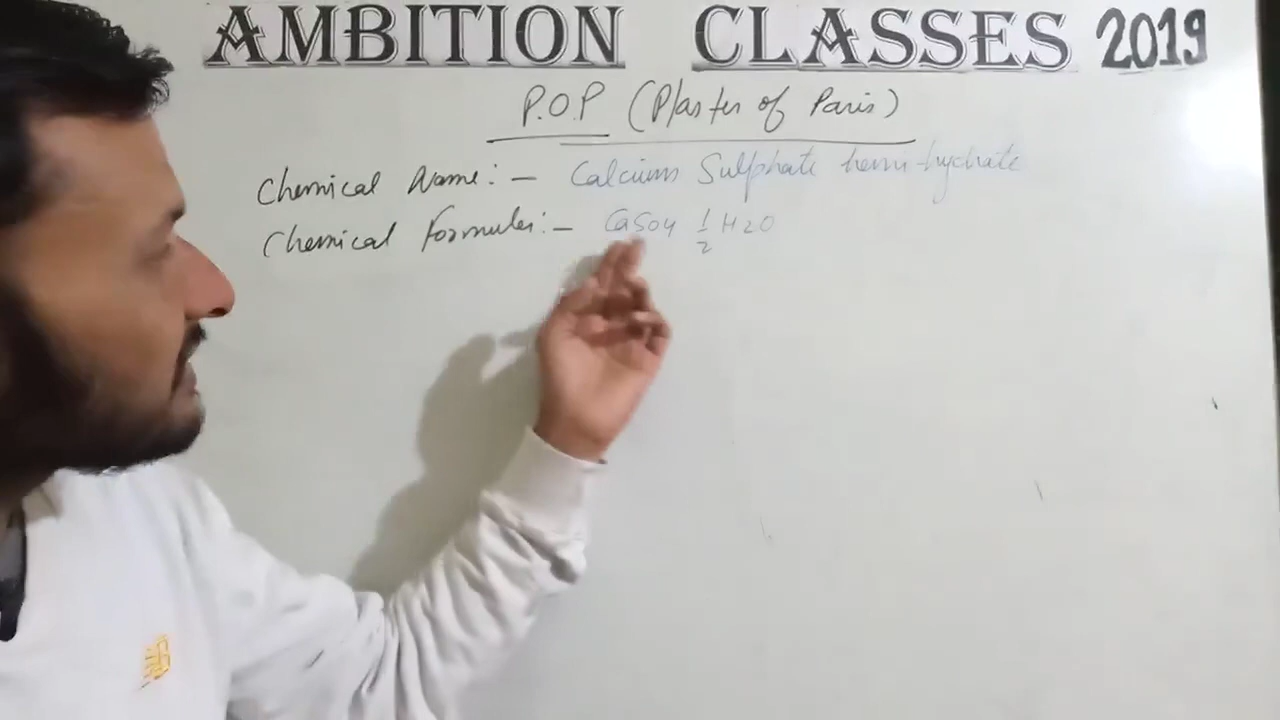 AMBITION CLASSES 2019
P.O.P (Plaster of Paris)
Chemical Name:- Calcium Sulphate hemi-hydrate
Chemical Formula:- CaSO4 1/2 H2O